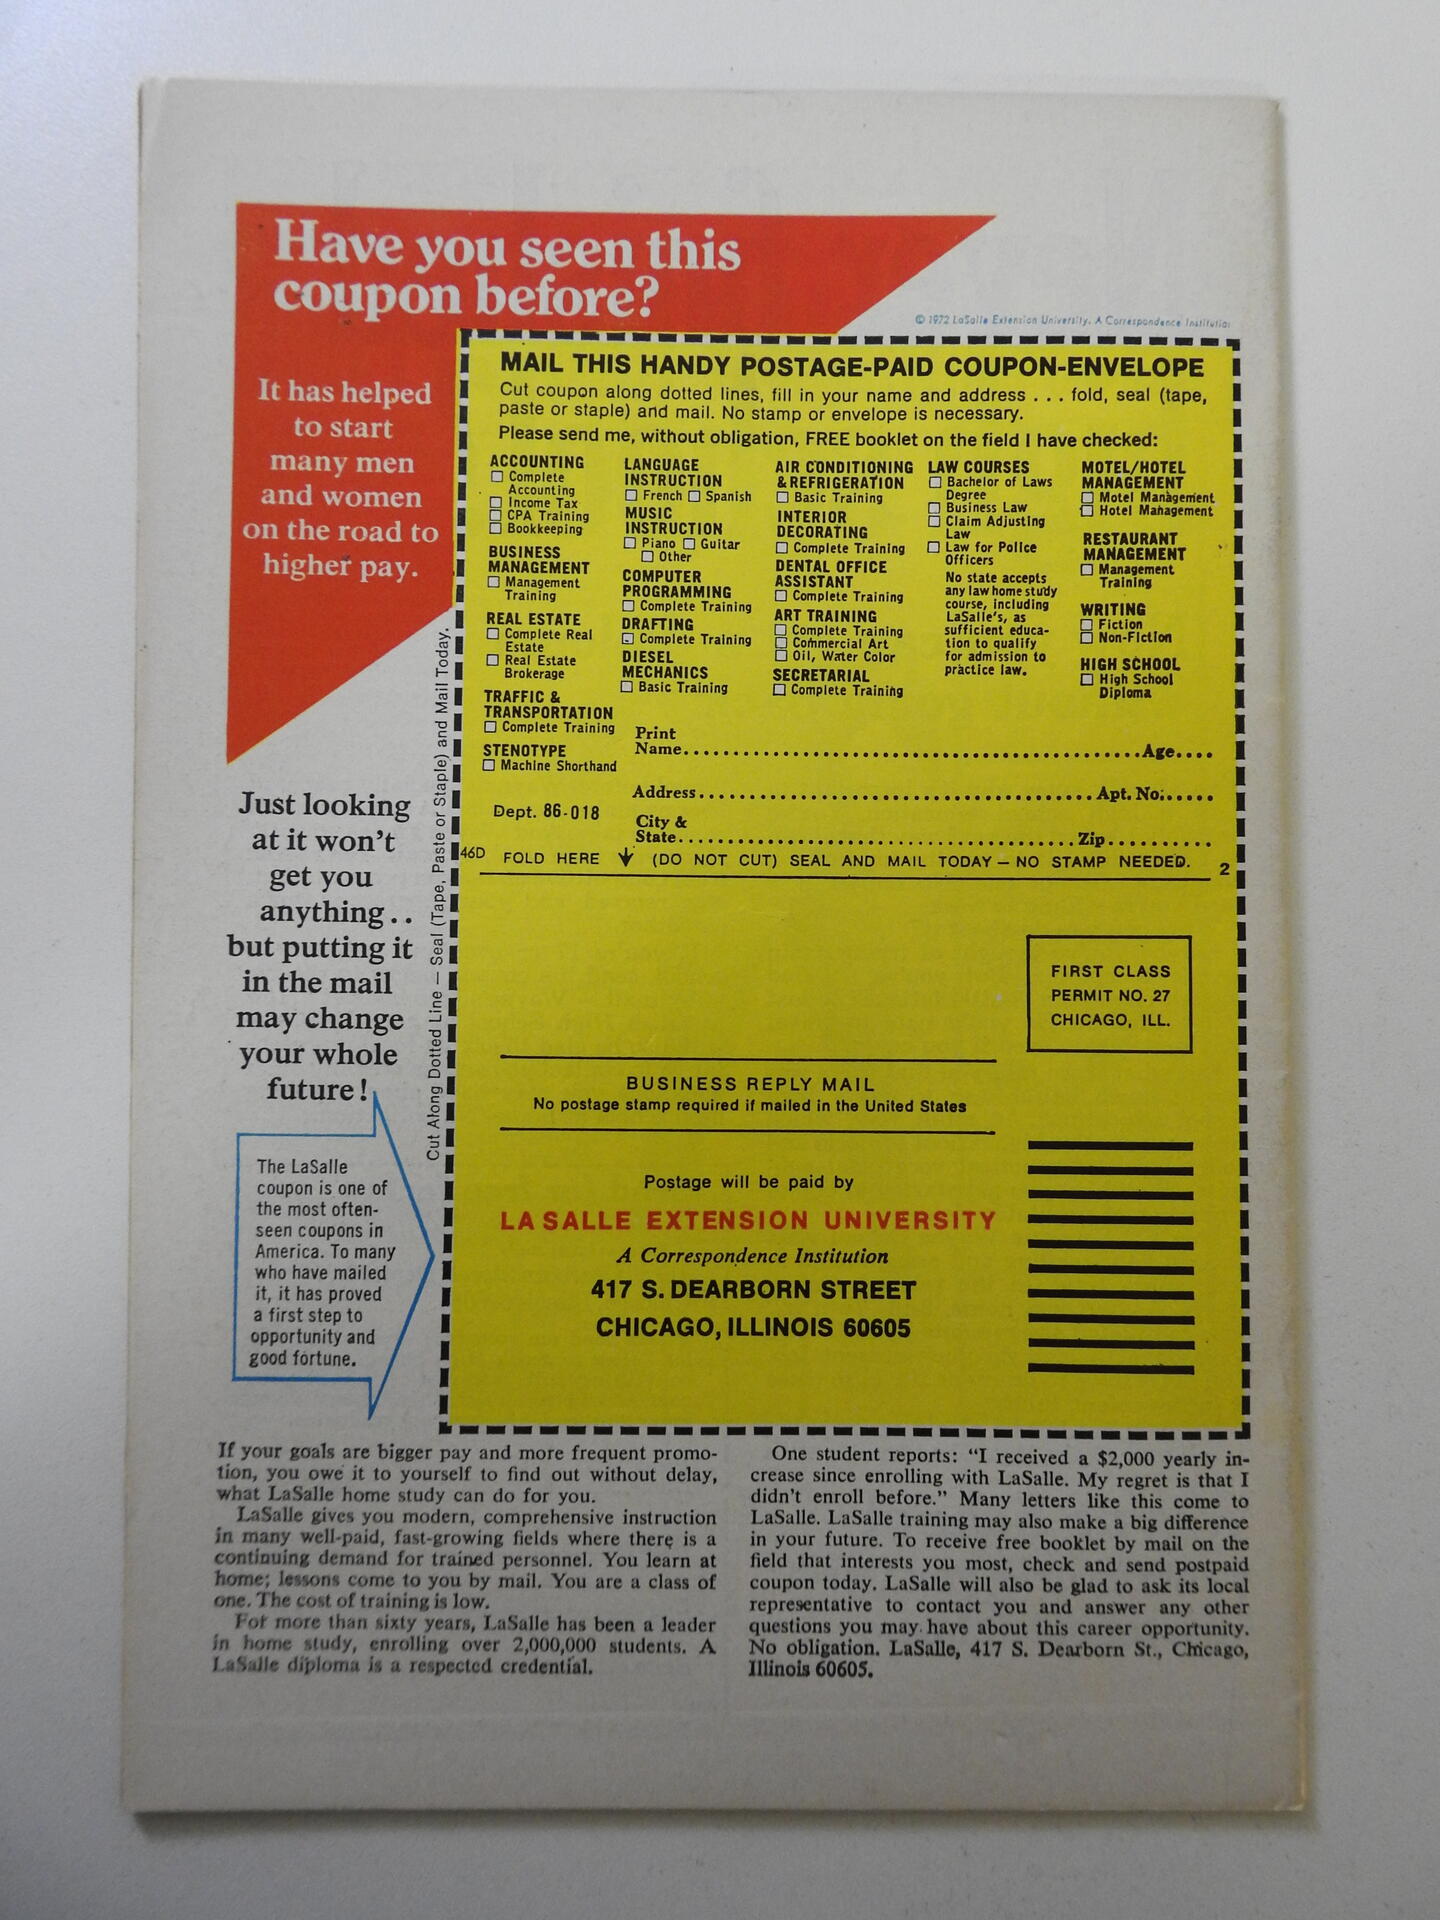 Have you seen this
coupon before?
© 1972 LaSalle Extension University. A Correspondence Institution
It has helped
to start
many men
and women
on the road to
higher pay.
Just looking
at it won't
get you
anything..
but putting it
in the mail
may change
your whole
future!
The LaSalle
coupon is one of
the most often-
seen coupons in
America. To many
who have mailed
it, it has proved
a first step to
opportunity and
good fortune.
Cut Along Dotted Line — Seal (Tape, Paste or Staple) and Mail Today.
MAIL THIS HANDY POSTAGE-PAID COUPON-ENVELOPE
Cut coupon along dotted lines, fill in your name and address . . . fold, seal (tape,
paste or staple) and mail. No stamp or envelope is necessary.
Please send me, without obligation, FREE booklet on the field I have checked:
ACCOUNTING
☐ Complete
Accounting
☐ Income Tax
☐ CPA Training
☐ Bookkeeping
BUSINESS
MANAGEMENT
☐ Management
Training
REAL ESTATE
☐ Complete Real
Estate
☐ Real Estate
Brokerage
TRAFFIC &
TRANSPORTATION
☐ Complete Training
STENOTYPE
☐ Machine Shorthand
LANGUAGE
INSTRUCTION
☐ French ☐ Spanish
MUSIC
INSTRUCTION
☐ Piano ☐ Guitar
☐ Other
COMPUTER
PROGRAMMING
☐ Complete Training
DRAFTING
☐ Complete Training
DIESEL
MECHANICS
☐ Basic Training
AIR CONDITIONING
& REFRIGERATION
☐ Basic Training
INTERIOR
DECORATING
☐ Complete Training
DENTAL OFFICE
ASSISTANT
☐ Complete Training
ART TRAINING
☐ Complete Training
☐ Commercial Art
☐ Oil, Water Color
SECRETARIAL
☐ Complete Training
LAW COURSES
☐ Bachelor of Laws
Degree
☐ Business Law
☐ Claim Adjusting
Law
☐ Law for Police
Officers
No state accepts
any law home study
course, including
LaSalle's, as
sufficient educa-
tion to qualify
for admission to
practice law.
MOTEL/HOTEL
MANAGEMENT
☐ Motel Management
☐ Hotel Management
RESTAURANT
MANAGEMENT
☐ Management
Training
WRITING
☐ Fiction
☐ Non-Fiction
HIGH SCHOOL
☐ High School
Diploma
Print
Name........Age....
Address........Apt. No......
City &
State........Zip..........
Dept. 86-018
46D FOLD HERE ↓ (DO NOT CUT) SEAL AND MAIL TODAY — NO STAMP NEEDED. 2
FIRST CLASS
PERMIT NO. 27
CHICAGO, ILL.
BUSINESS REPLY MAIL
No postage stamp required if mailed in the United States
Postage will be paid by
LA SALLE EXTENSION UNIVERSITY
A Correspondence Institution
417 S. DEARBORN STREET
CHICAGO, ILLINOIS 60605
If your goals are bigger pay and more frequent promo-
tion, you owe it to yourself to find out without delay,
what LaSalle home study can do for you.
LaSalle gives you modern, comprehensive instruction
in many well-paid, fast-growing fields where there is a
continuing demand for trained personnel. You learn at
home; lessons come to you by mail. You are a class of
one. The cost of training is low.
For more than sixty years, LaSalle has been a leader
in home study, enrolling over 2,000,000 students. A
LaSalle diploma is a respected credential.
One student reports: "I received a $2,000 yearly in-
crease since enrolling with LaSalle. My regret is that I
didn't enroll before." Many letters like this come to
LaSalle. LaSalle training may also make a big difference
in your future. To receive free booklet by mail on the
field that interests you most, check and send postpaid
coupon today. LaSalle will also be glad to ask its local
representative to contact you and answer any other
questions you may have about this career opportunity.
No obligation. LaSalle, 417 S. Dearborn St., Chicago,
Illinois 60605.